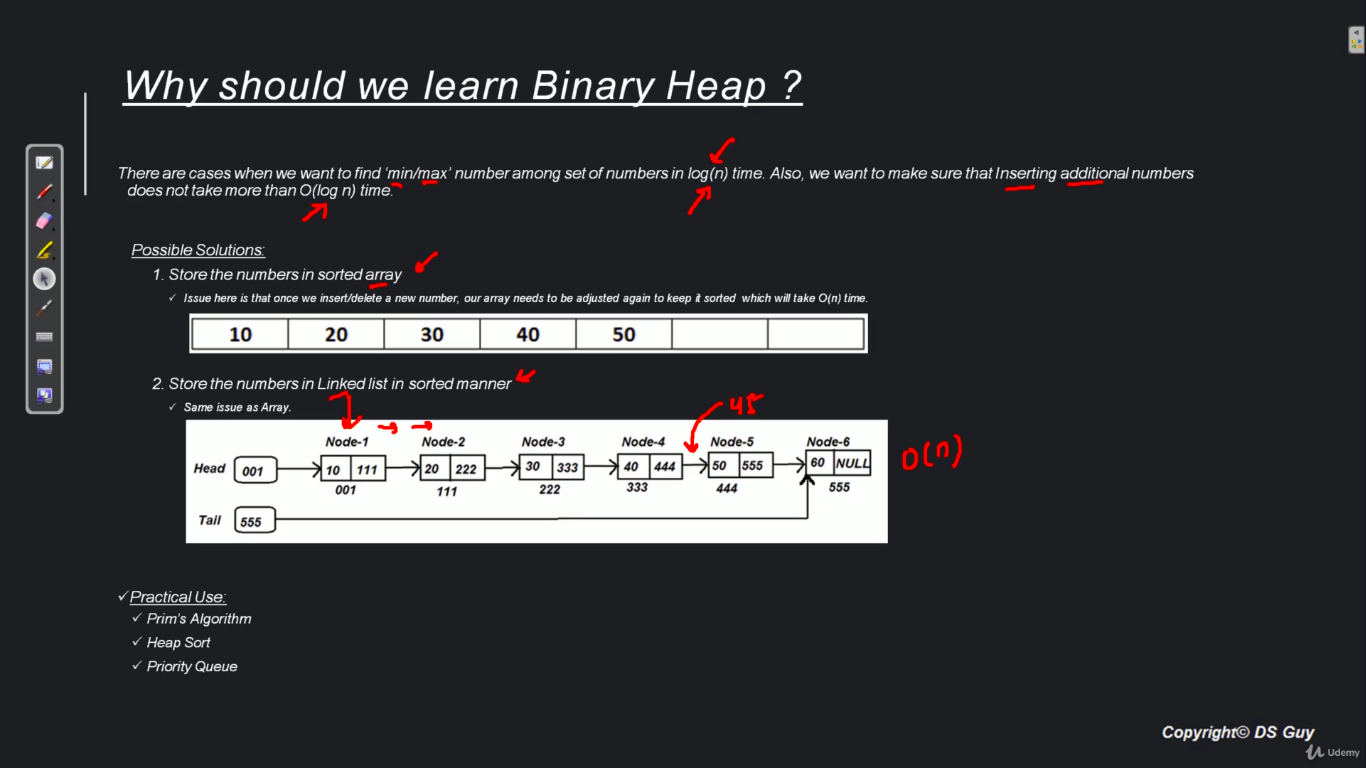 Why should we learn Binary Heap ?
There are cases when we want to find 'min/max' number among set of numbers in log(n) time. Also, we want to make sure that Inserting additional numbers
does not take more than O(log n) time.
Possible Solutions:
1. Store the numbers in sorted array
✓ Issue here is that once we insert/delete a new number, our array needs to be adjusted again to keep it sorted which will take O(n) time.
10 20 30 40 50
2. Store the numbers in Linked list in sorted manner
✓ Same issue as Array.
45
Node-1 Node-2 Node-3 Node-4 Node-5 Node-6
Head 001 10 111 20 222 30 333 40 444 50 555 60 NULL
O(n)
001 111 222 333 444 555
Tail 555
✓ Practical Use:
✓ Prim's Algorithm
✓ Heap Sort
✓ Priority Queue
Copyright© DS Guy
Udemy